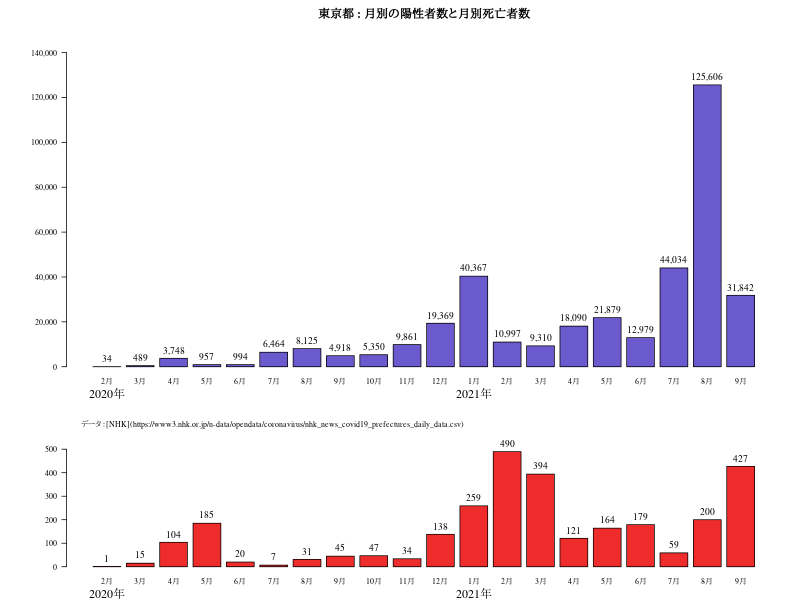 東京都 : 月別の陽性者数と月別死亡者数
140,000
120,000
100,000
80,000
60,000
40,000
20,000
0
34 489 3,748 957 994 6,464 8,125 4,918 5,350 9,861 19,369 40,367 10,997 9,310 18,090 21,879 12,979 44,034 125,606 31,842
2月 3月 4月 5月 6月 7月 8月 9月 10月 11月 12月 1月 2月 3月 4月 5月 6月 7月 8月 9月
2020年 2021年
データ : [NHK](https://www3.nhk.or.jp/n-data/opendata/coronavirus/nhk_news_covid19_prefectures_daily_data.csv)
500
400
300
200
100
0
1 15 104 185 20 7 31 45 47 34 138 259 490 394 121 164 179 59 200 427
2月 3月 4月 5月 6月 7月 8月 9月 10月 11月 12月 1月 2月 3月 4月 5月 6月 7月 8月 9月
2020年 2021年